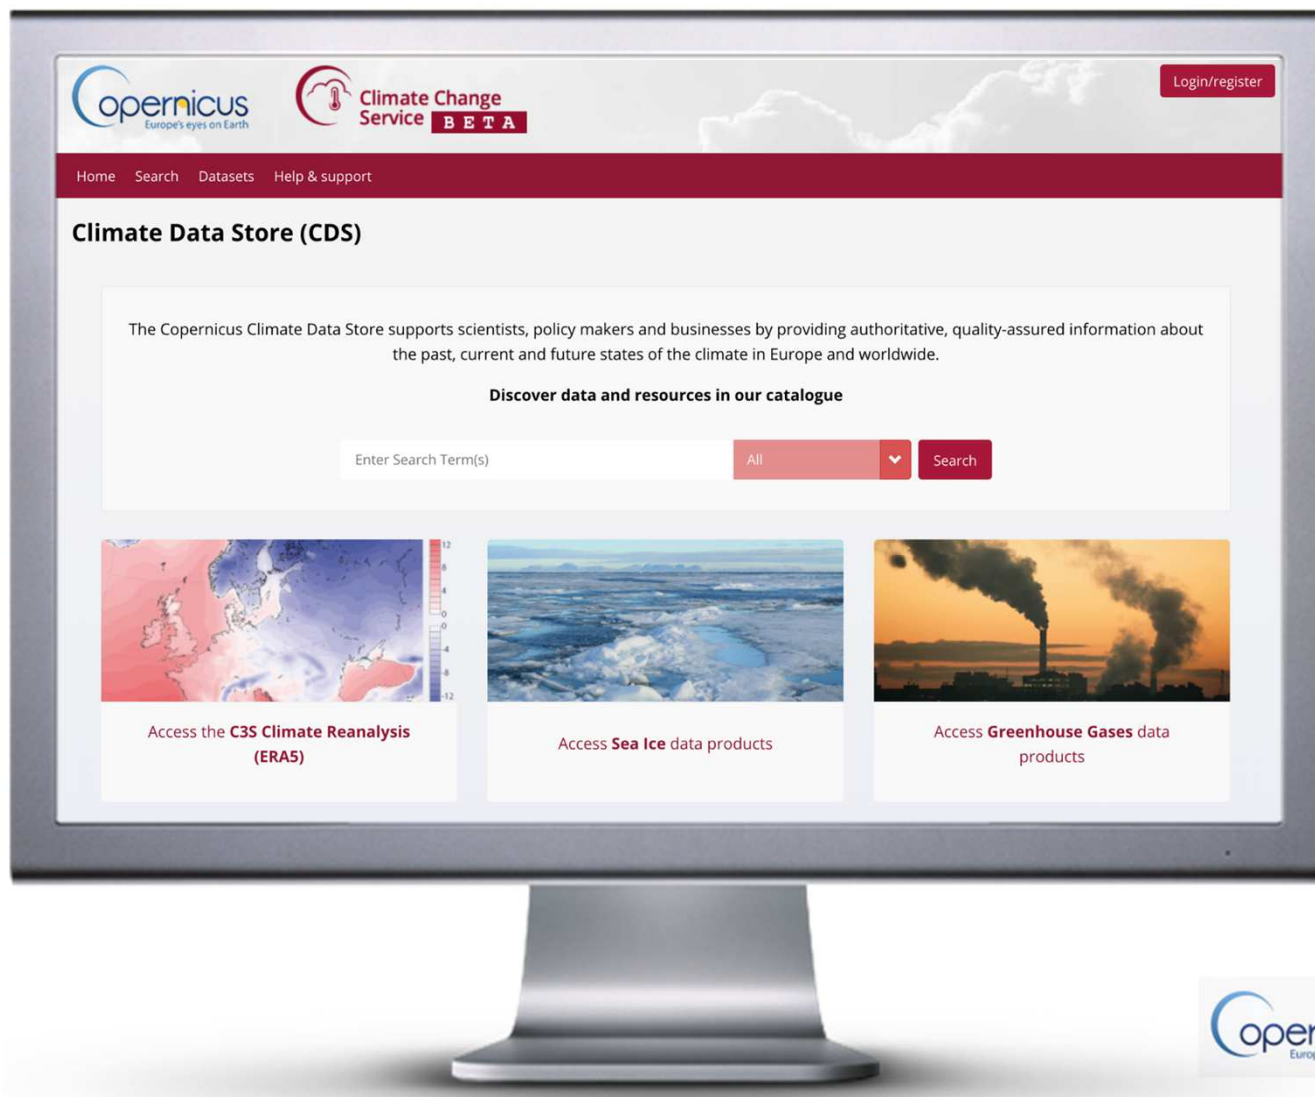 Copernicus
Europe's eyes on Earth
Climate Change
Service BETA
Login/register
Home Search Datasets Help & support
Climate Data Store (CDS)
The Copernicus Climate Data Store supports scientists, policy makers and businesses by providing authoritative, quality-assured information about
the past, current and future states of the climate in Europe and worldwide.
Discover data and resources in our catalogue
Enter Search Term(s) All Search
12
8
4
0
0
-4
-8
-12
Access the C3S Climate Reanalysis
(ERA5)
Access Sea Ice data products
Access Greenhouse Gases data
products
Coper
Europ